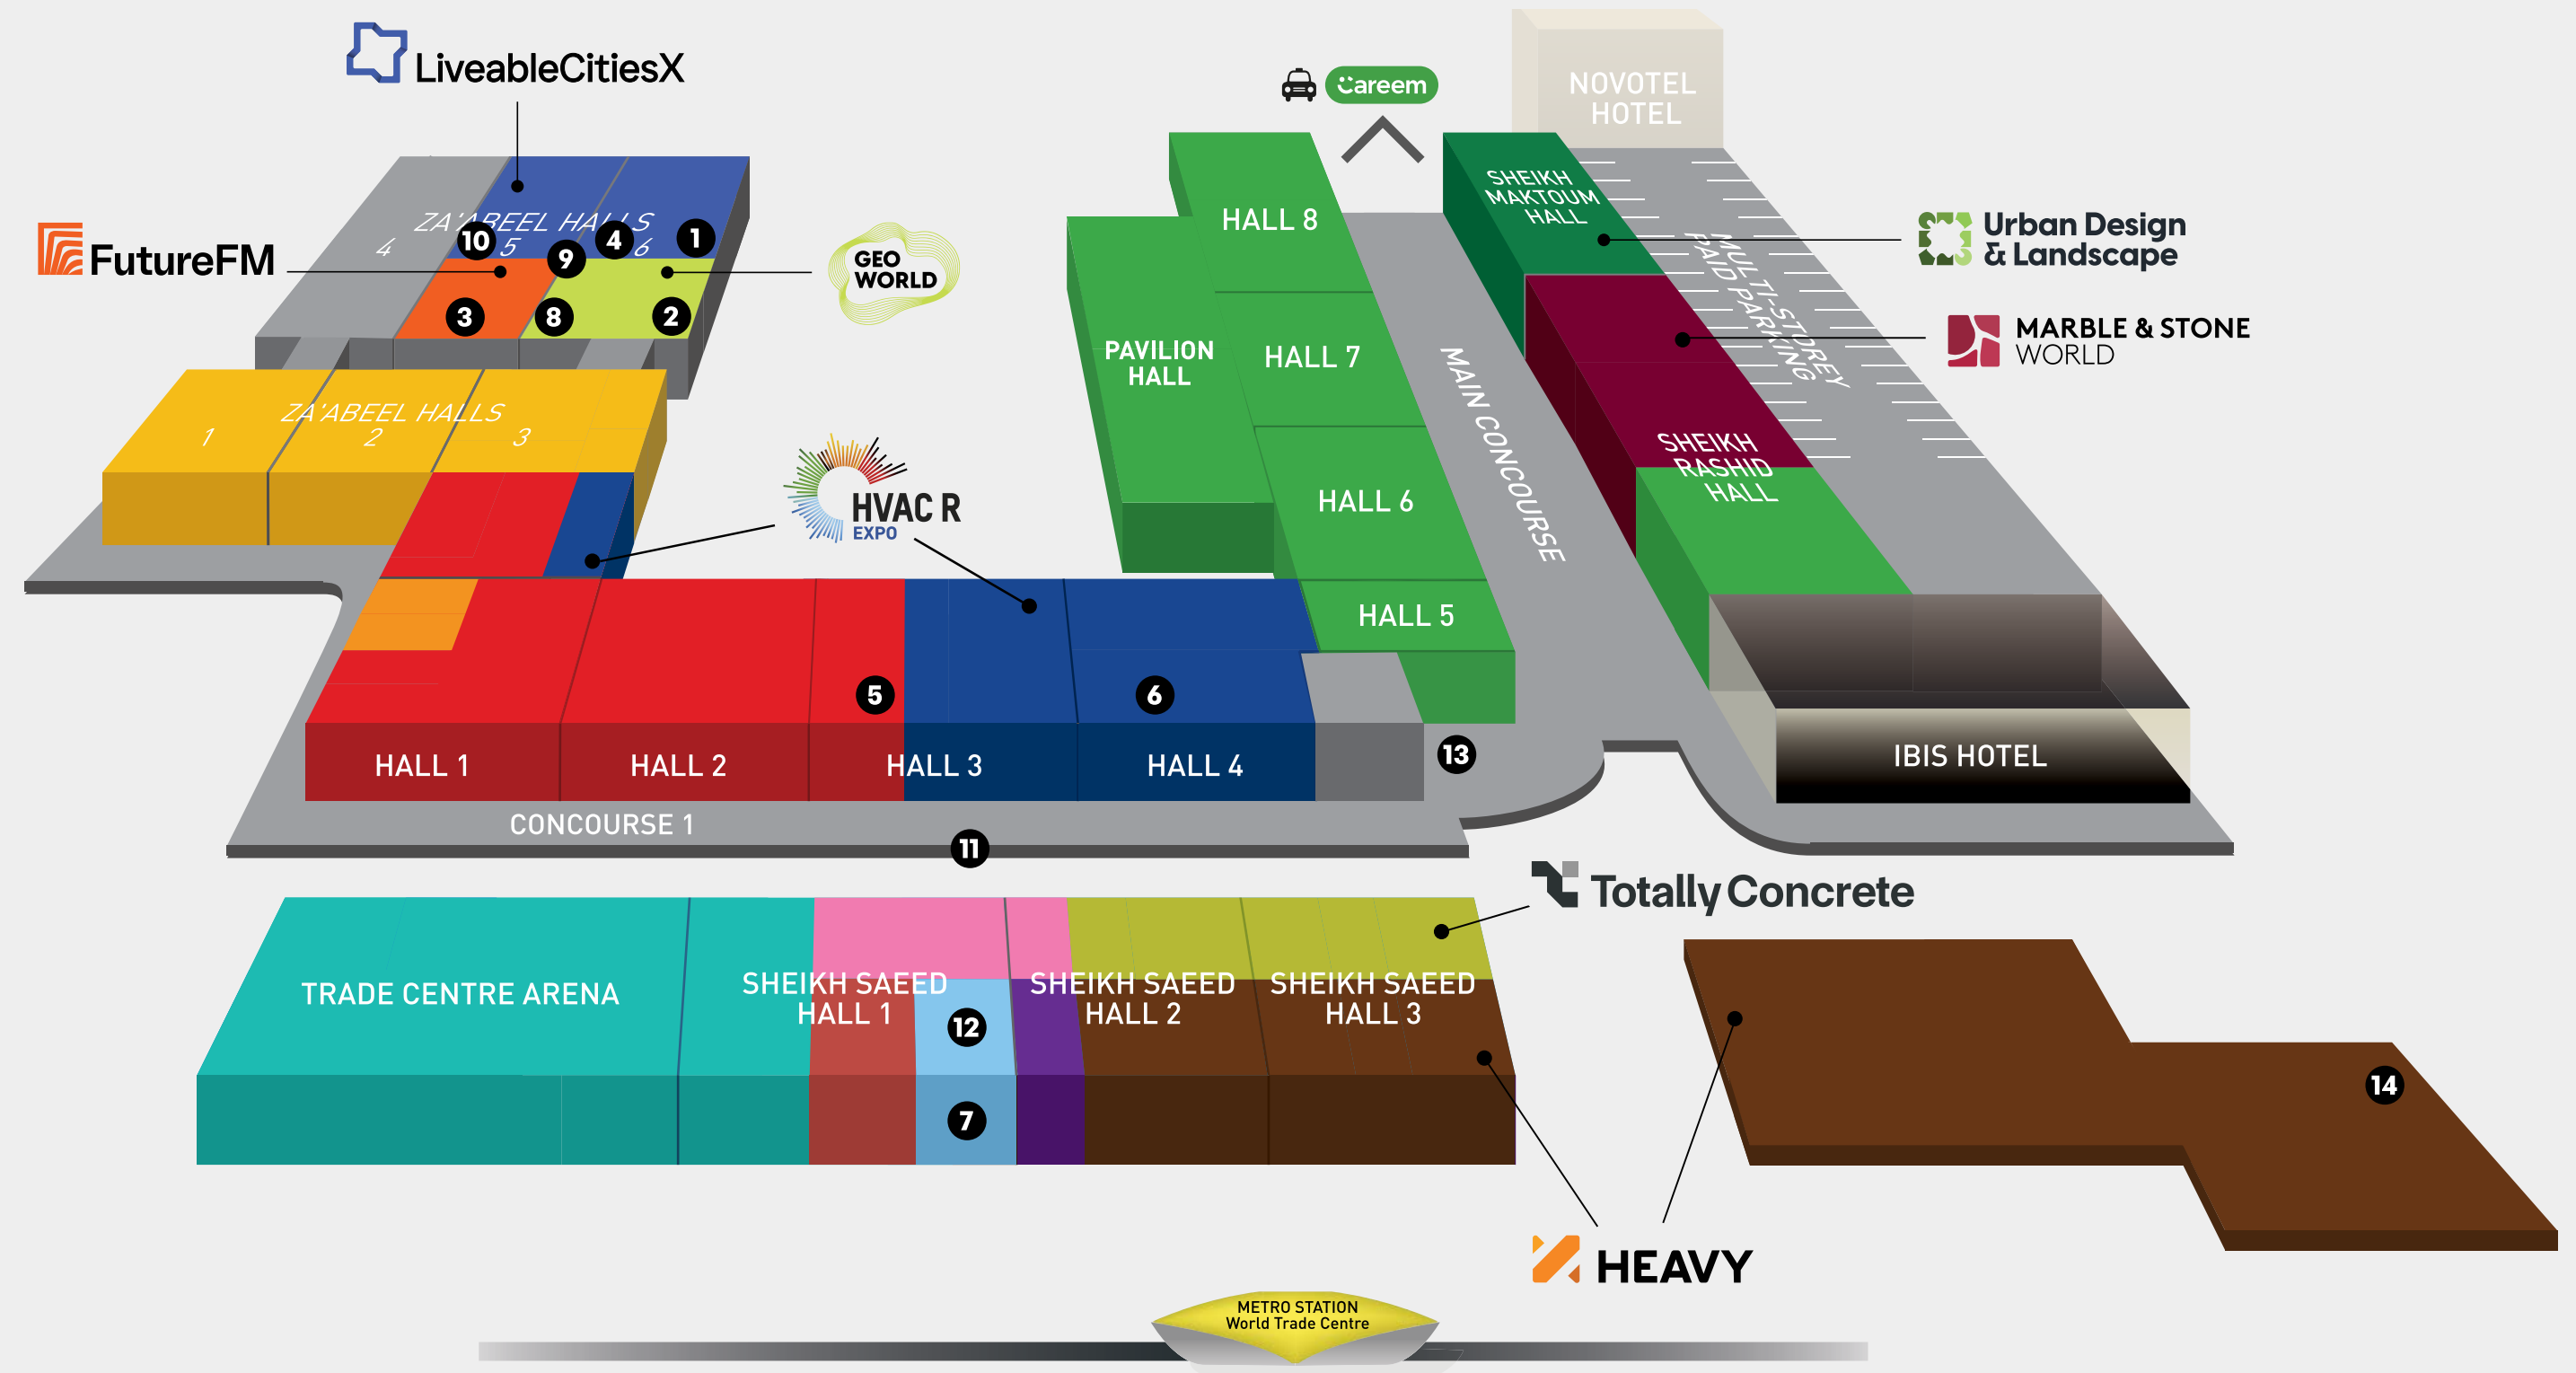 LiveableCitiesX
Careem
NOVOTEL
HOTEL
SHEIKH
MAKTOUM
HALL
Urban Design
& Landscape
MULTI-STOREY
PAID PARKING
MARBLE & STONE
WORLD
FutureFM
ZA'ABEEL HALLS
4
5
6
10
9
4
1
3
8
2
GEO
WORLD
HALL 8
PAVILION
HALL
HALL 7
MAIN CONCOURSE
ZA'ABEEL HALLS
1
2
3
HVAC R
EXPO
HALL 6
SHEIKH
RASHID
HALL
HALL 5
5
6
HALL 1
HALL 2
HALL 3
HALL 4
13
IBIS HOTEL
CONCOURSE 1
11
Totally Concrete
TRADE CENTRE ARENA
SHEIKH SAEED
HALL 1
SHEIKH SAEED
HALL 2
SHEIKH SAEED
HALL 3
12
7
14
HEAVY
METRO STATION
World Trade Centre